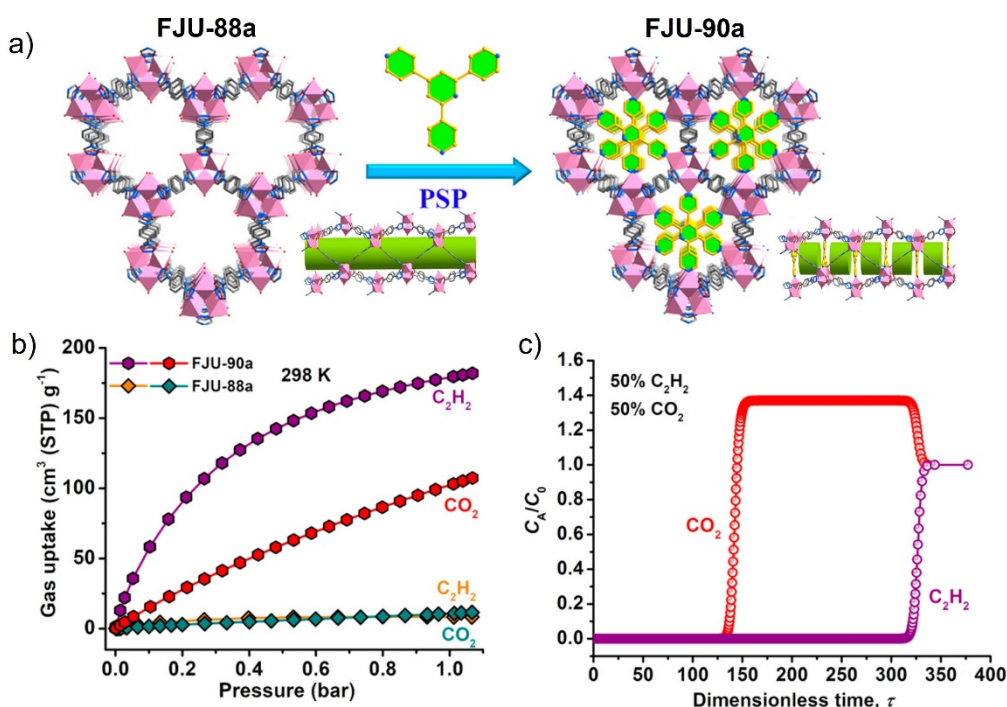 a)
FJU-88a
FJU-90a
PSP
b)
200
150
100
50
0
Gas uptake (cm³ (STP) g⁻¹)
FJU-90a
FJU-88a
298 K
C₂H₂
CO₂
C₂H₂
CO₂
0.0 0.2 0.4 0.6 0.8 1.0
Pressure (bar)
c)
1.6
1.4
1.2
1.0
0.8
0.6
0.4
0.2
0.0
C_A/C₀
50% C₂H₂
50% CO₂
CO₂
C₂H₂
0 50 100 150 200 250 300 350 400
Dimensionless time, τ